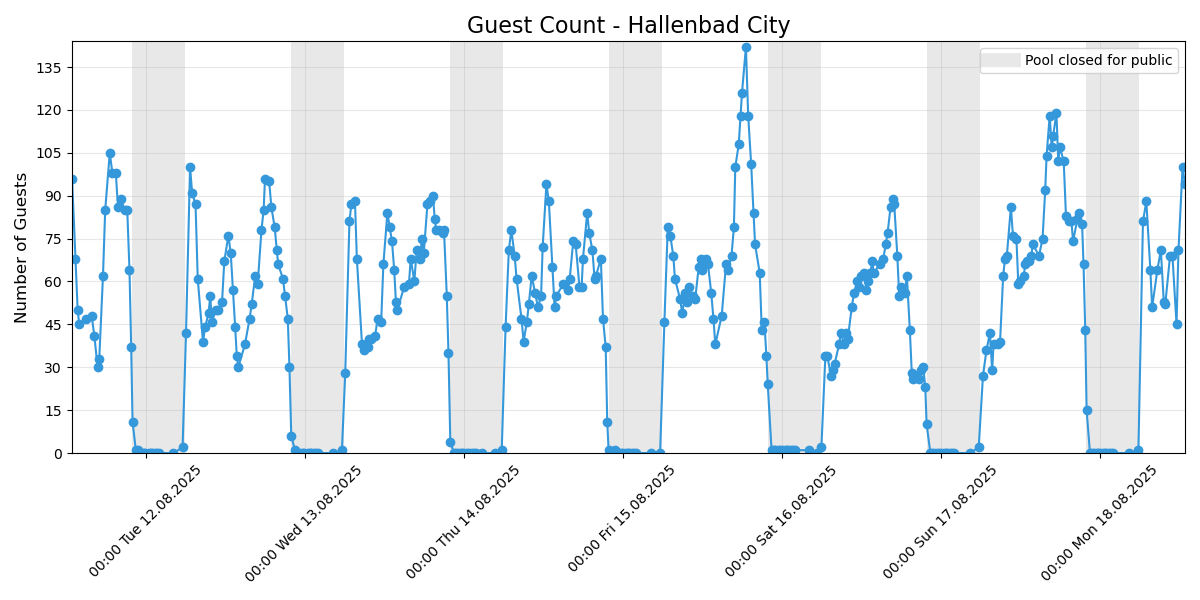 Guest Count - Hallenbad City
Pool closed for public
Number of Guests
135
120
105
90
75
60
45
30
15
0
00:00 Tue 12.08.2025
00:00 Wed 13.08.2025
00:00 Thu 14.08.2025
00:00 Fri 15.08.2025
00:00 Sat 16.08.2025
00:00 Sun 17.08.2025
00:00 Mon 18.08.2025